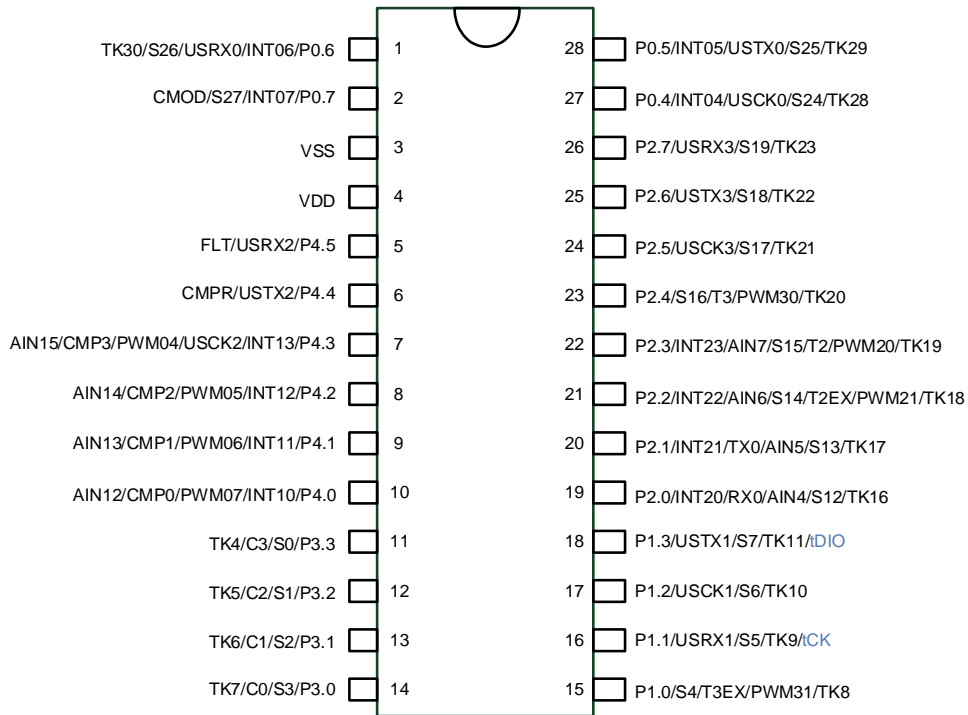 TK30/S26/USRX0/INT06/P0.6 1 28 P0.5/INT05/USTX0/S25/TK29
CMOD/S27/INT07/P0.7 2 27 P0.4/INT04/USCK0/S24/TK28
VSS 3 26 P2.7/USRX3/S19/TK23
VDD 4 25 P2.6/USTX3/S18/TK22
FLT/USRX2/P4.5 5 24 P2.5/USCK3/S17/TK21
CMPR/USTX2/P4.4 6 23 P2.4/S16/T3/PWM30/TK20
AIN15/CMP3/PWM04/USCK2/INT13/P4.3 7 22 P2.3/INT23/AIN7/S15/T2/PWM20/TK19
AIN14/CMP2/PWM05/INT12/P4.2 8 21 P2.2/INT22/AIN6/S14/T2EX/PWM21/TK18
AIN13/CMP1/PWM06/INT11/P4.1 9 20 P2.1/INT21/TX0/AIN5/S13/TK17
AIN12/CMP0/PWM07/INT10/P4.0 10 19 P2.0/INT20/RX0/AIN4/S12/TK16
TK4/C3/S0/P3.3 11 18 P1.3/USTX1/S7/TK11/tDIO
TK5/C2/S1/P3.2 12 17 P1.2/USCK1/S6/TK10
TK6/C1/S2/P3.1 13 16 P1.1/USRX1/S5/TK9/tCK
TK7/C0/S3/P3.0 14 15 P1.0/S4/T3EX/PWM31/TK8